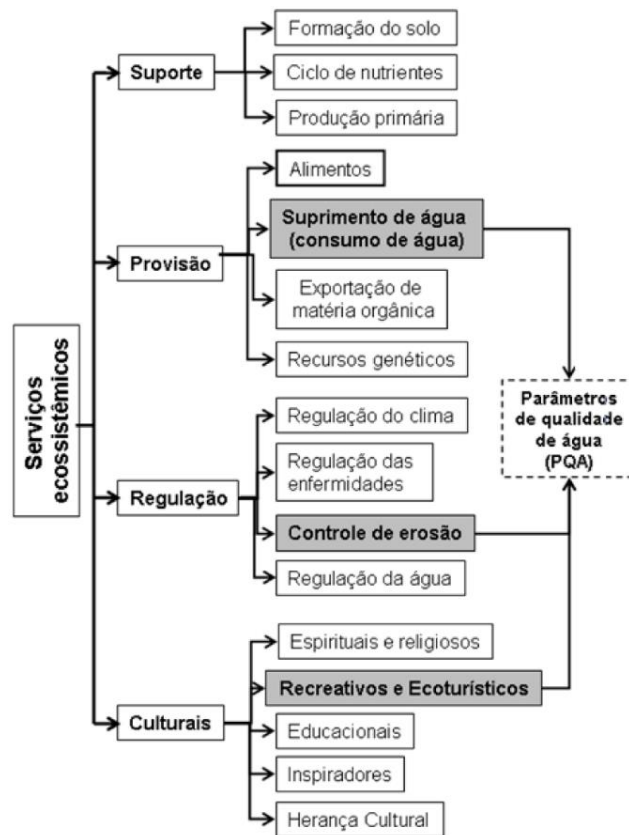 Serviços
ecossistêmicos
Suporte
Formação do solo
Ciclo de nutrientes
Produção primária
Provisão
Alimentos
Suprimento de água
(consumo de água)
Exportação de
matéria orgânica
Recursos genéticos
Regulação
Regulação do clima
Regulação das
enfermidades
Controle de erosão
Regulação da água
Culturais
Espirituais e religiosos
Recreativos e Ecoturísticos
Educacionais
Inspiradores
Herança Cultural
Parâmetros
de qualidade
de água
(PQA)